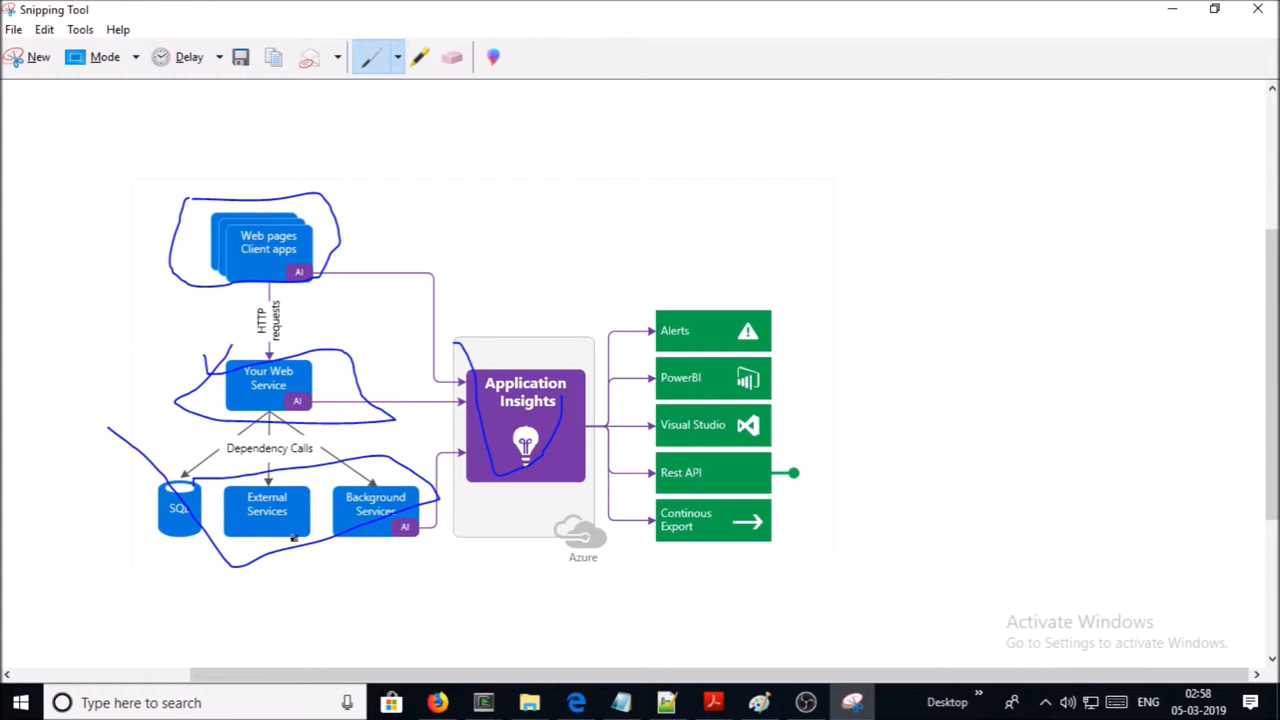 Snipping Tool
File Edit Tools Help
New Mode Delay
Web pages
Client apps
AI
HTTP
requests
Your Web
Service
AI
Dependency Calls
SQL
External
Services
Background
Services
AI
Application
Insights
Azure
Alerts
PowerBI
Visual Studio
Rest API
Continous
Export
Activate Windows
Go to Settings to activate Windows.
Type here to search
Desktop
ENG
02:58
05-03-2019